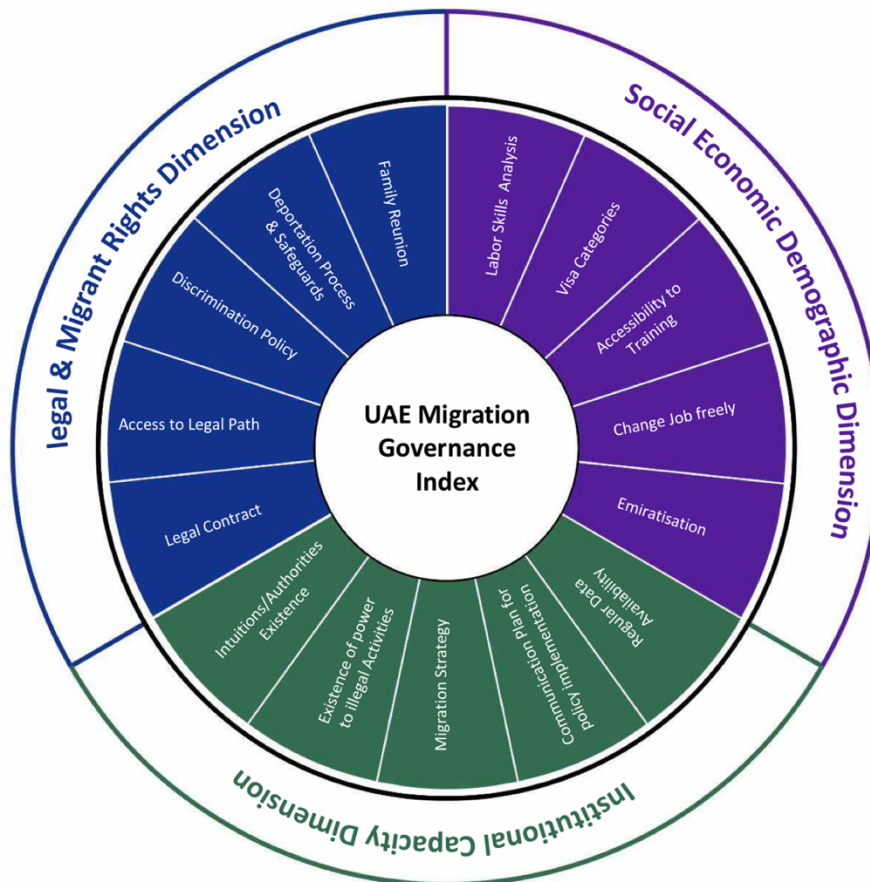 UAE Migration
Governance
Index
legal & Migrant Rights Dimension
Family Reunion
Deportation Process
& Safeguards
Discrimination Policy
Access to Legal Path
Legal Contract
Social Economic Demographic Dimension
Labor Skills Analysis
Visa Categories
Accessibility to
Training
Change Job freely
Emiratisation
Institutional Capacity Dimension
Regular Data
Availability
Communication Plan for
policy implementation
Migration Strategy
Existence of power
to illegal Activities
Intuitions/Authorities
Existence